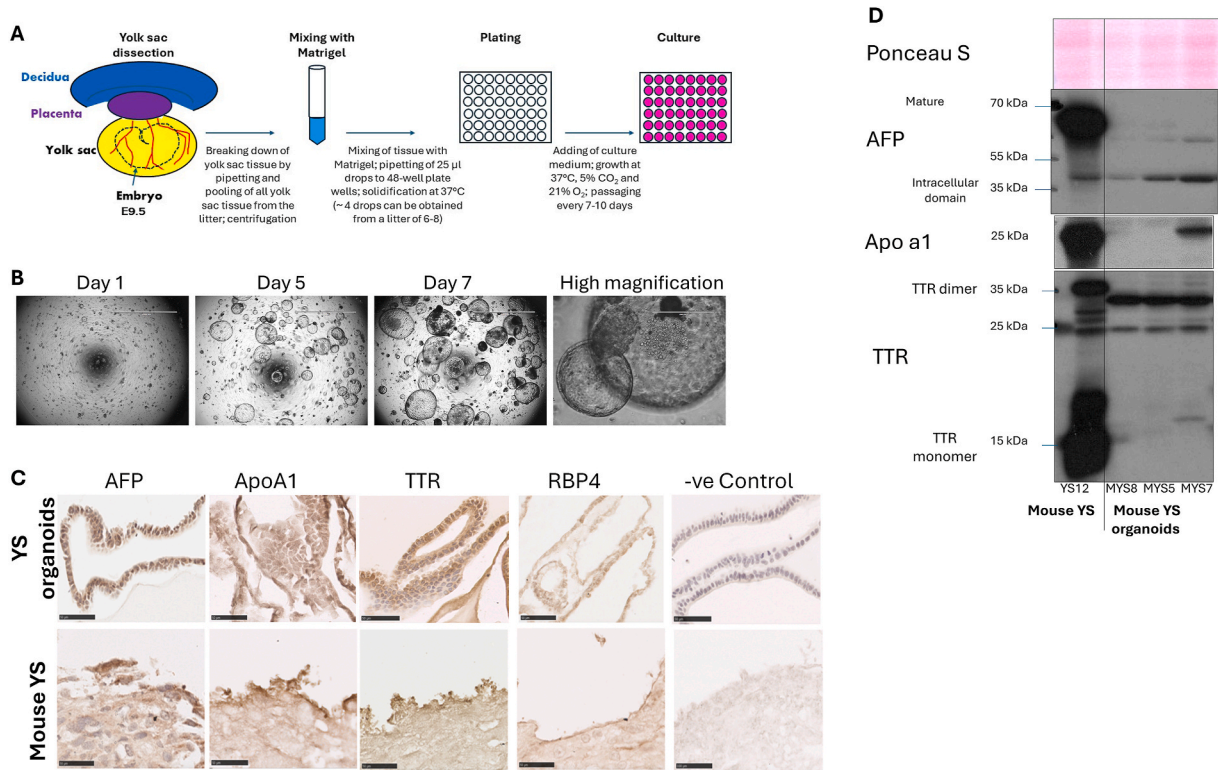 A
Yolk sac
dissection
Decidua
Placenta
Yolk sac
Embryo
E9.5
Breaking down of
yolk sac tissue by
pipetting and
pooling of all yolk
sac tissue from the
litter; centrifugation
Mixing with
Matrigel
Mixing of tissue with
Matrigel; pipetting of 25 µl
drops to 48-well plate
wells; solidification at 37°C
(~ 4 drops can be obtained
from a litter of 6-8)
Plating
Adding of culture
medium; growth at
37°C, 5% CO2 and
21% O2; passaging
every 7-10 days
Culture
B
Day 1
Day 5
Day 7
High magnification
C
AFP
ApoA1
TTR
RBP4
-ve Control
YS
organoids
Mouse YS
D
Ponceau S
Mature
70 kDa
AFP
55 kDa
Intracellular
domain
35 kDa
Apo a1
25 kDa
TTR dimer
35 kDa
25 kDa
TTR
TTR
monomer
15 kDa
YS12
MYS8
MYS5
MYS7
Mouse YS
Mouse YS
organoids